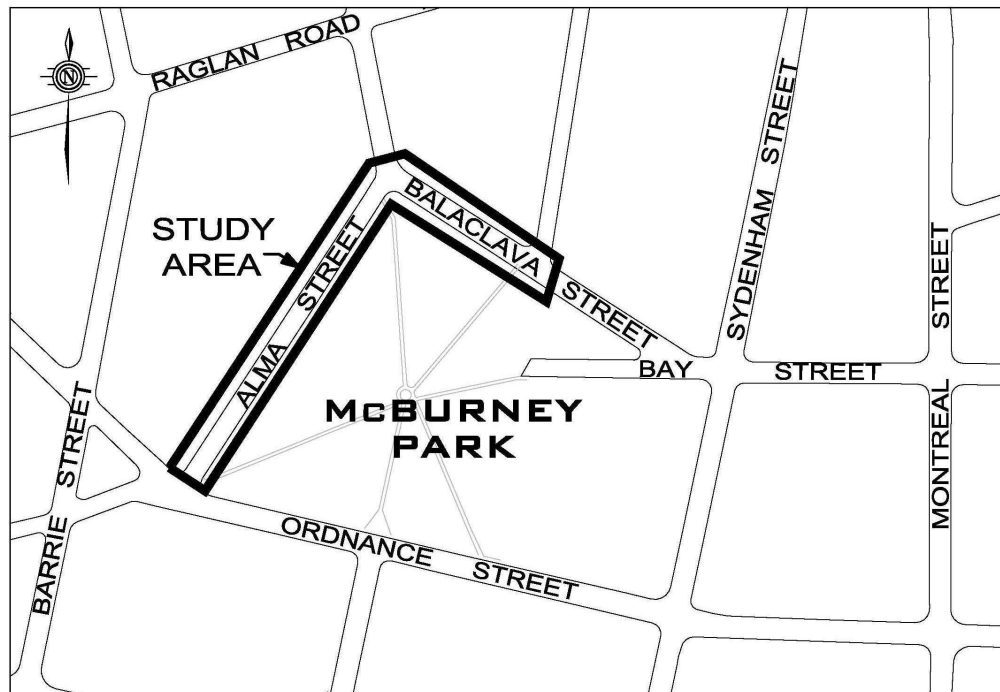 RAGLAN ROAD
N
STUDY
AREA
BALACLAVA
STREET
ALMA STREET
SYDENHAM STREET
BAY STREET
McBURNEY
PARK
MONTREAL STREET
BARRIE STREET
ORDNANCE STREET